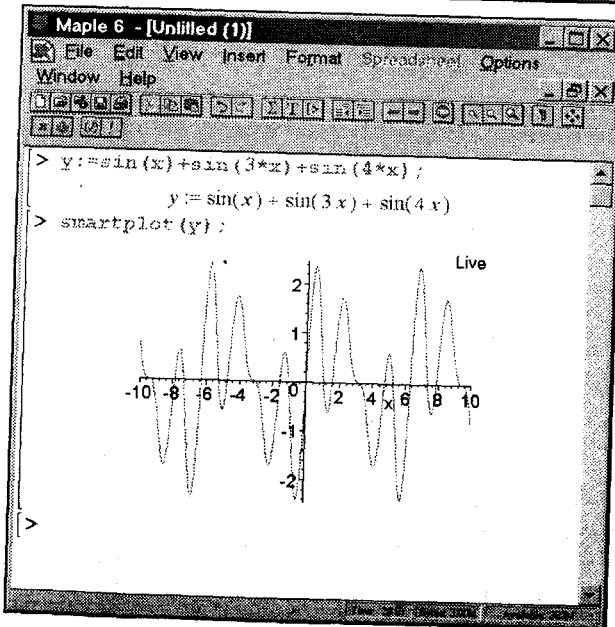 Maple 6 - [Untitled (1)]
File Edit View Insert Format Spreadsheet Options
Window Help
> y:=sin(x)+sin(3*x)+sin(4*x);
y := sin(x) + sin(3 x) + sin(4 x)
> smartplot(y);
Live
2
1
-10 -8 -6 -4 -2 0 2 4 x 6 8 10
-1
-2
>